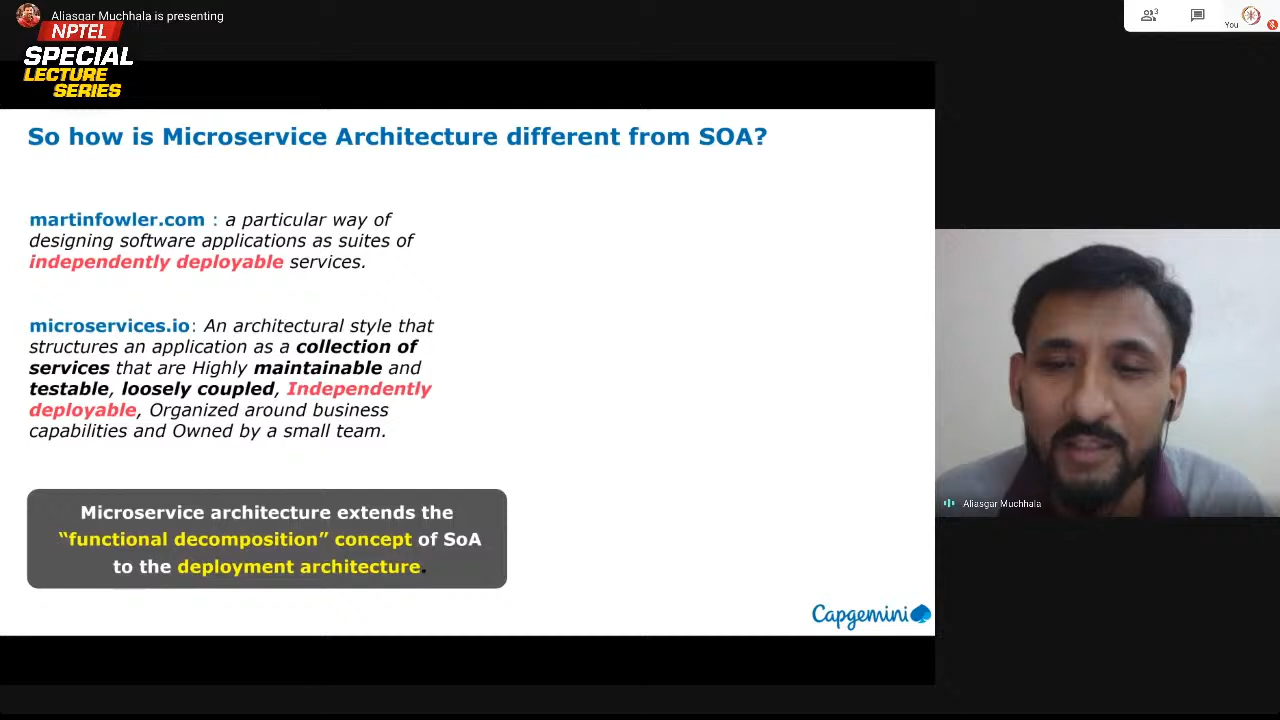 Aliasgar Muchhala is presenting
NPTEL
SPECIAL
LECTURE
SERIES
3
You
So how is Microservice Architecture different from SOA?
martinfowler.com : a particular way of
designing software applications as suites of
independently deployable services.
microservices.io: An architectural style that
structures an application as a collection of
services that are Highly maintainable and
testable, loosely coupled, Independently
deployable, Organized around business
capabilities and Owned by a small team.
Microservice architecture extends the
“functional decomposition” concept of SoA
to the deployment architecture.
Capgemini
Aliasgar Muchhala